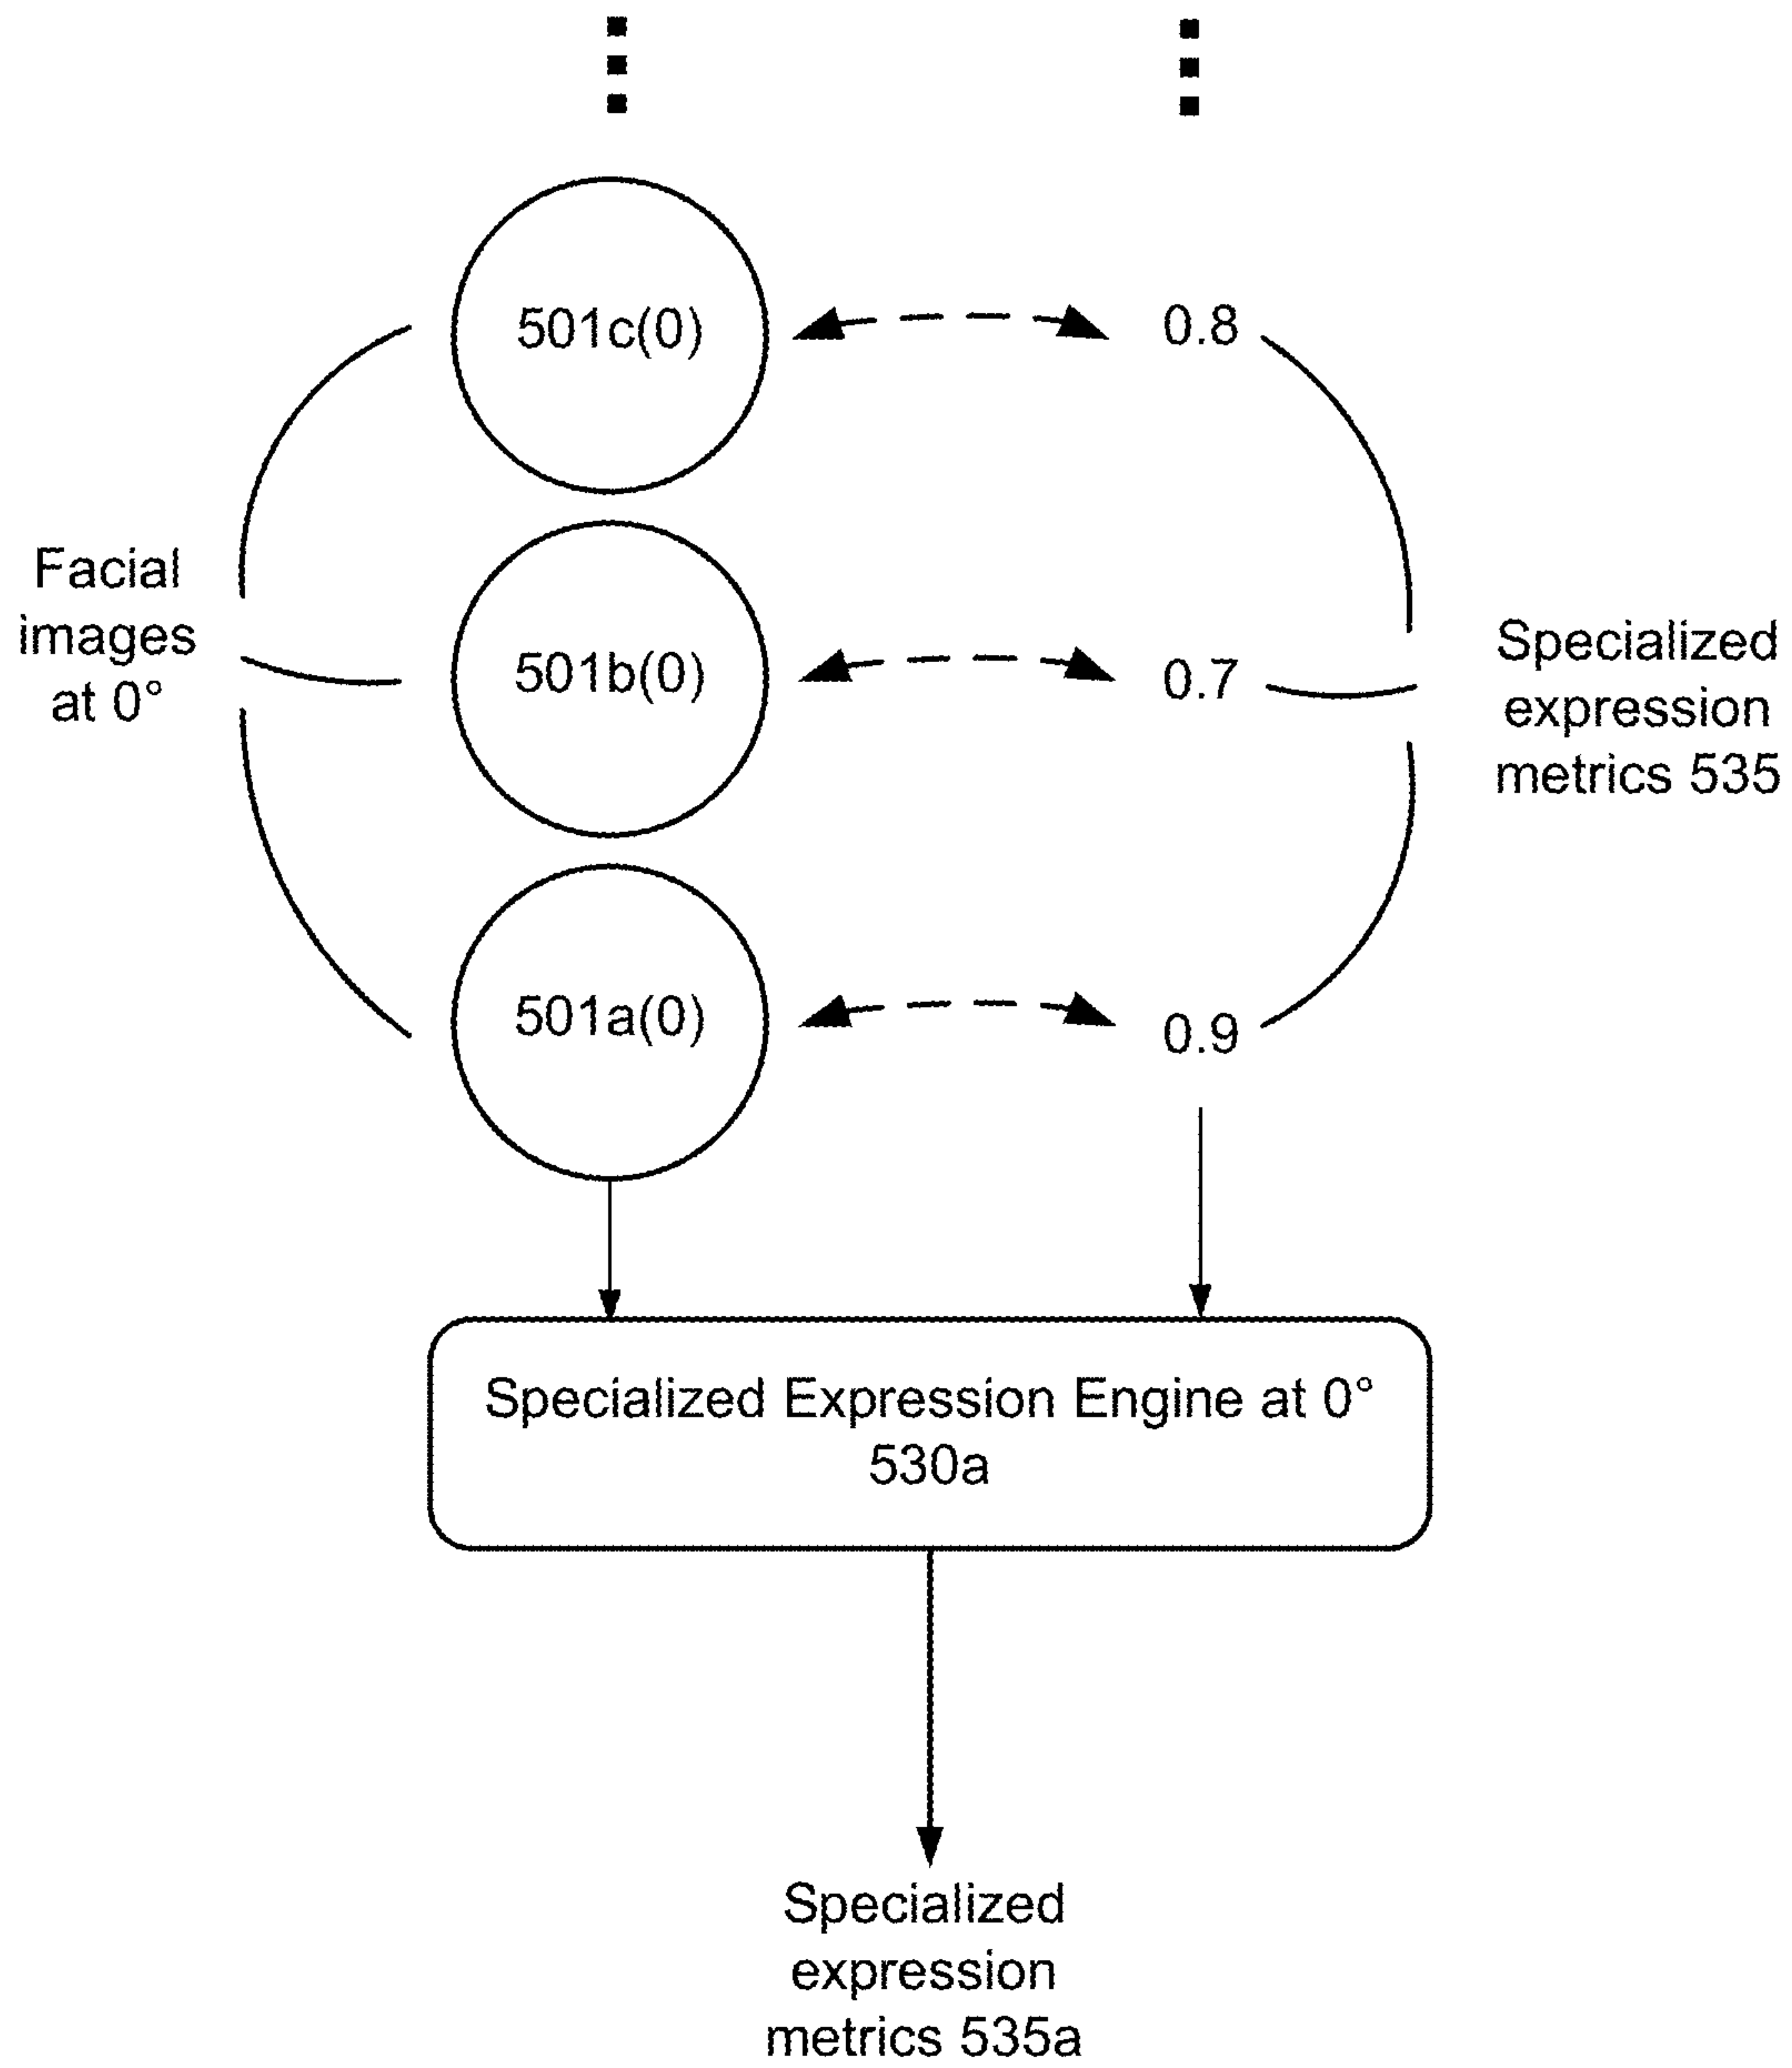 501c(0)
0.8
Facial
images
at 0°
501b(0)
0.7
Specialized
expression
metrics 535
501a(0)
0.9
Specialized Expression Engine at 0°
530a
Specialized
expression
metrics 535a